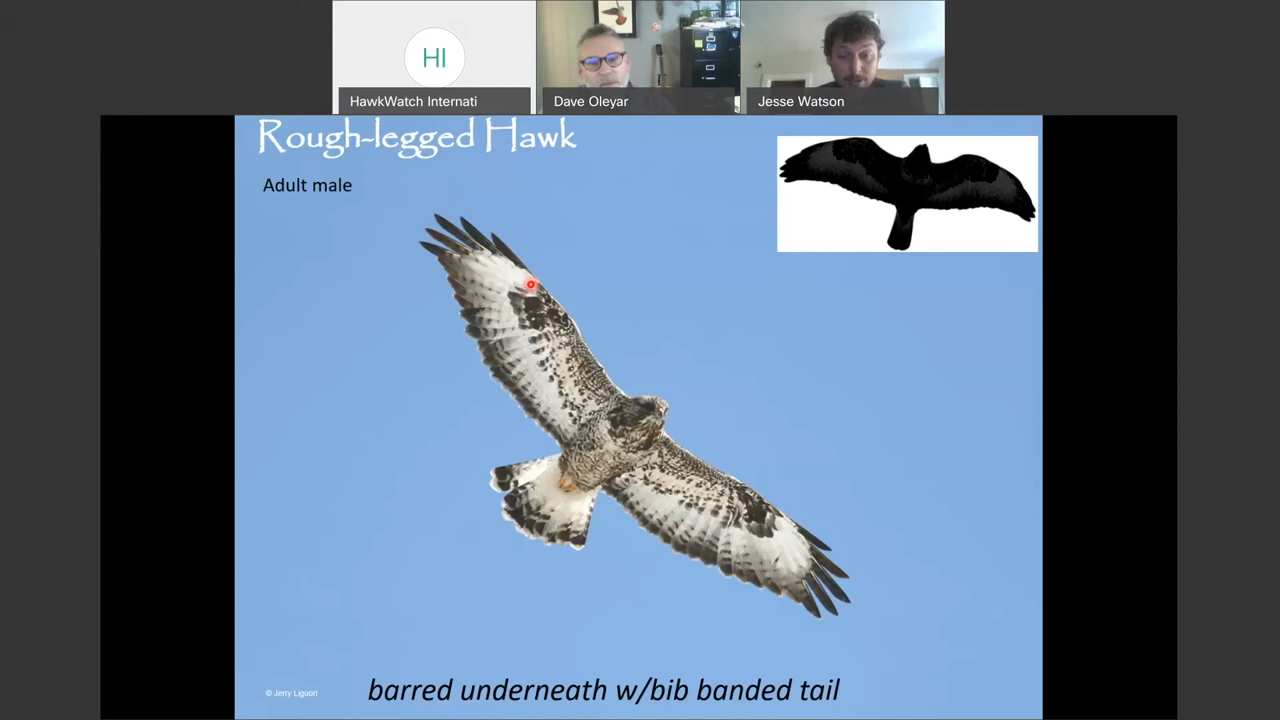 HI
HawkWatch Internati
Dave Oleyar
Jesse Watson
Rough-legged Hawk
Adult male
© Jerry Liguori
barred underneath w/bib banded tail